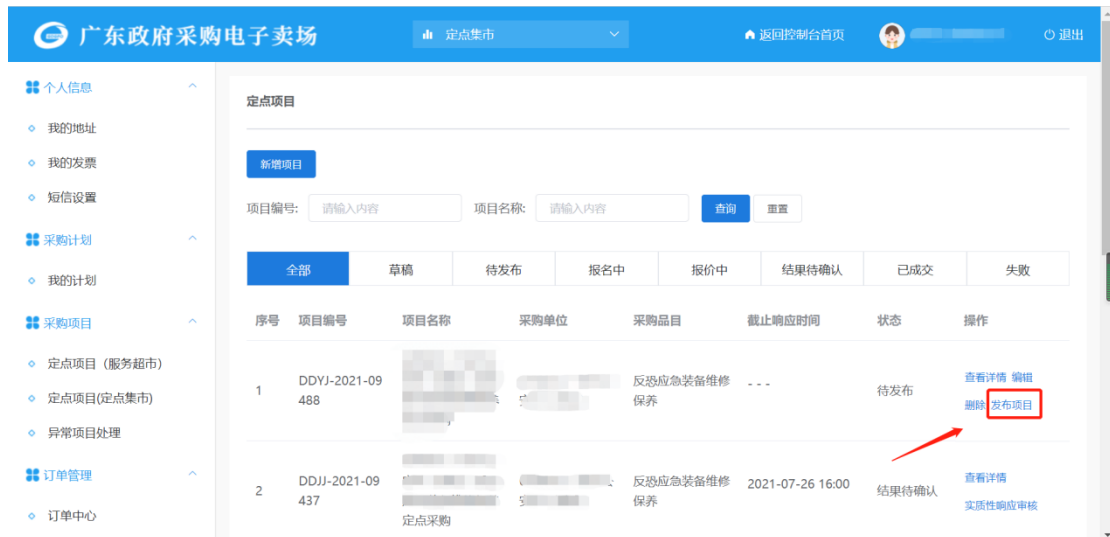 广东政府采购电子卖场
定点集市
返回控制台首页
退出
个人信息
我的地址
我的发票
短信设置
采购计划
我的计划
采购项目
定点项目（服务超市）
定点项目(定点集市)
异常项目处理
订单管理
订单中心
定点项目
新增项目
项目编号: 请输入内容 项目名称: 请输入内容 查询 重置
全部 草稿 待发布 报名中 报价中 结果待确认 已成交 失败
序号 项目编号 项目名称 采购单位 采购品目 截止响应时间 状态 操作
1 DDYJ-2021-09 反恐应急装备维修 - - - 待发布 查看详情 编辑
488 保养 删除 发布项目
2 DDJJ-2021-09 反恐应急装备维修 2021-07-26 16:00 结果待确认 查看详情
437 保养 实质性响应审核
定点采购